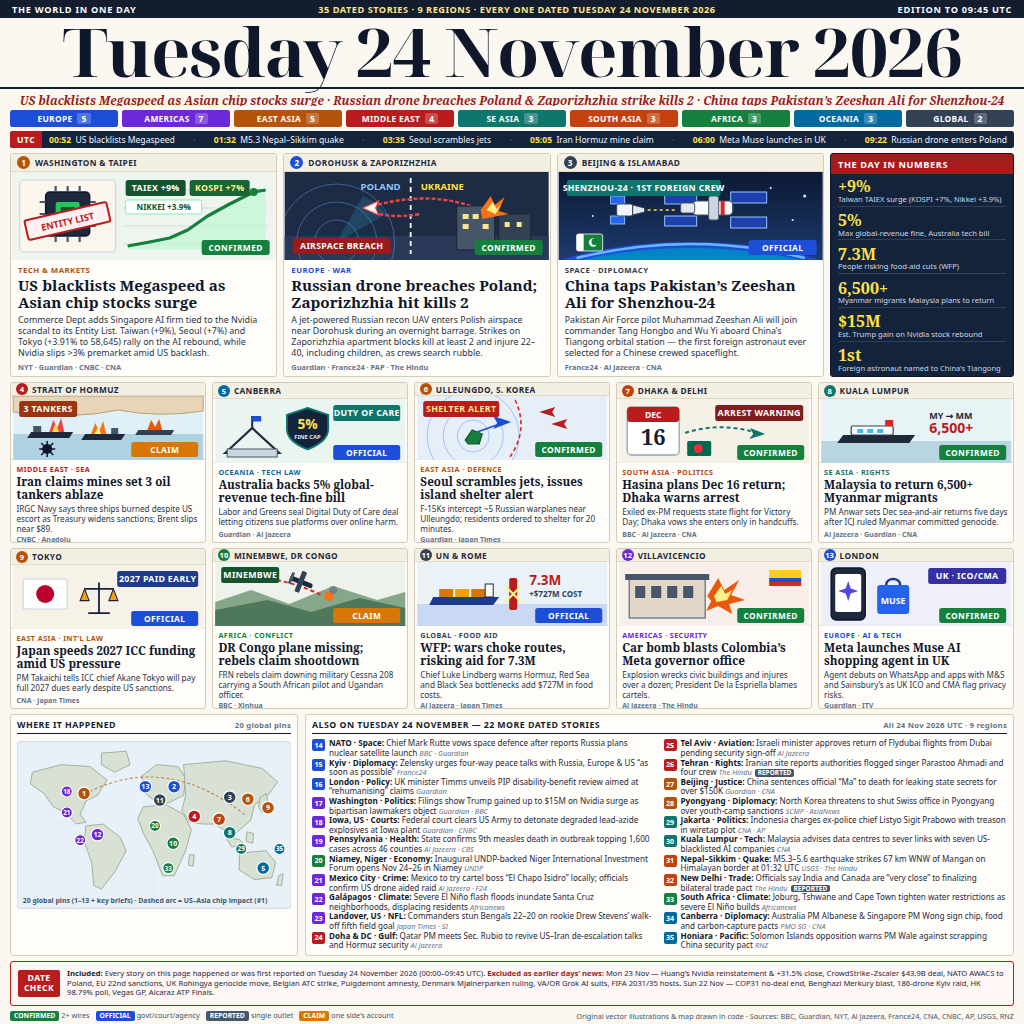 THE WORLD IN ONE DAY
35 DATED STORIES · 9 REGIONS · EVERY ONE DATED TUESDAY 24 NOVEMBER 2026
EDITION TO 09:45 UTC
Tuesday 24 November 2026
US blacklists Megaspeed as Asian chip stocks surge · Russian drone breaches Poland & Zaporizhzhia strike kills 2 · China taps Pakistan's Zeeshan Ali for Shenzhou-24
EUROPE 5
AMERICAS 7
EAST ASIA 5
MIDDLE EAST 4
SE ASIA 3
SOUTH ASIA 3
AFRICA 3
OCEANIA 3
GLOBAL 2
UTC
00:52 US blacklists Megaspeed · 01:32 M5.3 Nepal–Sikkim quake · 03:35 Seoul scrambles jets · 05:05 Iran Hormuz mine claim · 06:00 Meta Muse launches in UK · 09:22 Russian drone enters Poland
1 WASHINGTON & TAIPEI
ENTITY LIST
TAIEX +9%
KOSPI +7%
NIKKEI +3.9%
CONFIRMED
TECH & MARKETS
US blacklists Megaspeed as
Asian chip stocks surge
Commerce Dept adds Singapore AI firm tied to the Nvidia
scandal to its Entity List. Taiwan (+9%), Seoul (+7%) and
Tokyo (+3.91% to 58,645) rally on the AI rebound, while
Nvidia slips >3% premarket amid US backlash.
NYT · Guardian · CNBC · CNA
2 DOROHUSK & ZAPORIZHZHIA
POLAND
UKRAINE
AIRSPACE BREACH
CONFIRMED
EUROPE · WAR
Russian drone breaches Poland;
Zaporizhzhia hit kills 2
A jet-powered Russian recon UAV enters Polish airspace
near Dorohusk during an overnight barrage. Strikes on
Zaporizhzhia apartment blocks kill at least 2 and injure 22–
40, including children, as crews search rubble.
Guardian · France24 · PAP · The Hindu
3 BEIJING & ISLAMABAD
SHENZHOU-24 · 1ST FOREIGN CREW
OFFICIAL
SPACE · DIPLOMACY
China taps Pakistan's Zeeshan
Ali for Shenzhou-24
Pakistan Air Force pilot Muhammad Zeeshan Ali will join
commander Tang Hongbo and Wu Yi aboard China's
Tiangong orbital station — the first foreign astronaut ever
selected for a Chinese crewed spaceflight.
France24 · Al Jazeera · CNA
THE DAY IN NUMBERS
+9%
Taiwan TAIEX surge (KOSPI +7%, Nikkei +3.9%)
5%
Max global-revenue fine, Australia tech bill
7.3M
People risking food-aid cuts (WFP)
6,500+
Myanmar migrants Malaysia plans to return
$15M
Est. Trump gain on Nvidia stock rebound
1st
Foreign astronaut named to China's Tiangong
4 STRAIT OF HORMUZ
3 TANKERS
CLAIM
MIDDLE EAST · SEA
Iran claims mines set 3 oil
tankers ablaze
IRGC Navy says three ships burned despite US
escort as Treasury widens sanctions; Brent slips
near $89.
CNBC · Anadolu
5 CANBERRA
5%
FINE CAP
DUTY OF CARE
OFFICIAL
OCEANIA · TECH LAW
Australia backs 5% global-
revenue tech-fine bill
Labor and Greens seal Digital Duty of Care deal
letting citizens sue platforms over online harm.
Guardian · Al Jazeera
6 ULLEUNGDO, S. KOREA
SHELTER ALERT
CONFIRMED
EAST ASIA · DEFENCE
Seoul scrambles jets, issues
island shelter alert
F-15Ks intercept ~5 Russian warplanes near
Ulleungdo; residents ordered to shelter for 20
minutes.
Guardian · Japan Times
7 DHAKA & DELHI
DEC
16
ARREST WARNING
CONFIRMED
SOUTH ASIA · POLITICS
Hasina plans Dec 16 return;
Dhaka warns arrest
Exiled ex-PM requests state flight for Victory
Day; Dhaka vows she enters only in handcuffs.
BBC · Al Jazeera · CNA
8 KUALA LUMPUR
MY → MM
6,500+
CONFIRMED
SE ASIA · RIGHTS
Malaysia to return 6,500+
Myanmar migrants
PM Anwar sets Dec sea-and-air returns five days
after ICJ ruled Myanmar committed genocide.
Al Jazeera · Guardian · CNA
9 TOKYO
2027 PAID EARLY
OFFICIAL
EAST ASIA · INT'L LAW
Japan speeds 2027 ICC funding
amid US pressure
PM Takaichi tells ICC chief Akane Tokyo will pay
full 2027 dues early despite US sanctions.
CNA · Japan Times
10 MINEMBWE, DR CONGO
MINEMBWE
CLAIM
AFRICA · CONFLICT
DR Congo plane missing;
rebels claim shootdown
FRN rebels claim downing military Cessna 208
carrying a South African pilot and Ugandan
officer.
BBC · Xinhua
11 UN & ROME
7.3M
+$727M COST
OFFICIAL
GLOBAL · FOOD AID
WFP: wars choke routes,
risking aid for 7.3M
Chief Luke Lindberg warns Hormuz, Red Sea
and Black Sea bottlenecks add $727M in food
costs.
Al Jazeera · Japan Times
12 VILLAVICENCIO
CONFIRMED
AMERICAS · SECURITY
Car bomb blasts Colombia's
Meta governor office
Explosion wrecks civic buildings and injures
over a dozen; President De la Espriella blames
cartels.
Al Jazeera · The Hindu
13 LONDON
MUSE
UK · ICO/CMA
CONFIRMED
EUROPE · AI & TECH
Meta launches Muse AI
shopping agent in UK
Agent debuts on WhatsApp and apps with M&S
and Sainsbury's as UK ICO and CMA flag privacy
risks.
Guardian · ITV
WHERE IT HAPPENED
20 global pins
18 1 21 12 22 13 2 11 3 6 9 4 7 20 10 8 33 29 35 5
20 global pins (1–13 + key briefs) · Dashed arc = US–Asia chip impact (#1)
ALSO ON TUESDAY 24 NOVEMBER — 22 MORE DATED STORIES
All 24 Nov 2026 UTC · 9 regions
14 NATO · Space: Chief Mark Rutte vows space defence after reports Russia plans
nuclear satellite launch BBC · Guardian
15 Kyiv · Diplomacy: Zelensky urges four-way peace talks with Russia, Europe & US "as
soon as possible" France24
16 London · Policy: UK minister Timms unveils PIP disability-benefit review aimed at
"rehumanising" claims Guardian
17 Washington · Politics: Filings show Trump gained up to $15M on Nvidia surge as
bipartisan lawmakers object Guardian · BBC
18 Iowa, US · Courts: Federal court clears US Army to detonate degraded lead-azide
explosives at Iowa plant Guardian · CNBC
19 Pennsylvania · Health: State confirms 9th measles death in outbreak topping 1,600
cases across 46 counties Al Jazeera · CBS
20 Niamey, Niger · Economy: Inaugural UNDP-backed Niger International Investment
Forum opens Nov 24–26 in Niamey UNDP
21 Mexico City · Crime: Mexico to try cartel boss "El Chapo Isidro" locally; officials
confirm US drone aided raid Al Jazeera · F24
22 Galápagos · Climate: Severe El Niño flash floods inundate Santa Cruz
neighborhoods, displacing residents Africanews
23 Landover, US · NFL: Commanders stun Bengals 22–20 on rookie Drew Stevens' walk-
off fifth field goal Japan Times · SI
24 Doha & DC · Gulf: Qatar PM meets Sec. Rubio to revive US–Iran de-escalation talks
and Hormuz security Al Jazeera
25 Tel Aviv · Aviation: Israeli minister approves return of Flydubai flights from Dubai
pending security sign-off Al Jazeera
26 Tehran · Rights: Iranian site reports authorities flogged singer Parastoo Ahmadi and
four crew The Hindu REPORTED
27 Beijing · Justice: China sentences official "Ma" to death for leaking state secrets for
over $150K Guardian · CNA
28 Pyongyang · Diplomacy: North Korea threatens to shut Swiss office in Pyongyang
over youth-camp sanctions SCMP · AsiaNews
29 Jakarta · Politics: Indonesia charges ex-police chief Listyo Sigit Prabowo with treason
in wiretap plot CNA · AP
30 Kuala Lumpur · Tech: Malaysia advises data centres to sever links with seven US-
blacklisted AI companies CNA
31 Nepal–Sikkim · Quake: M5.3–5.6 earthquake strikes 67 km WNW of Mangan on
Himalayan border at 01:32 UTC USGS · The Hindu
32 New Delhi · Trade: Officials say India and Canada are "very close" to finalizing
bilateral trade pact The Hindu REPORTED
33 South Africa · Climate: Joburg, Tshwane and Cape Town tighten water restrictions as
severe El Niño builds Africanews
34 Canberra · Diplomacy: Australia PM Albanese & Singapore PM Wong sign chip, food
and carbon-capture pacts PMO SG · CNA
35 Honiara · Pacific: Solomon Islands opposition warns PM Wale against scrapping
China security pact RNZ
DATE
CHECK
Included: Every story on this page happened or was first reported on Tuesday 24 November 2026 (00:00–09:45 UTC). Excluded as earlier days' news: Mon 23 Nov — Huang's Nvidia reinstatement & +31.5% close, CrowdStrike–Zscaler $43.9B deal, NATO AWACS to
Poland, EU 22nd sanctions, UK Rohingya genocide move, Belgian ATC strike, Puigdemont amnesty, Denmark Mjølnerparken ruling, VA/OR Grok AI suits, FIFA 2031/35 hosts. Sun 22 Nov — COP31 no-deal end, Benghazi Merkury blast, 186-drone Kyiv raid, HK
98.79% poll, Vegas GP, Alcaraz ATP Finals.
CONFIRMED 2+ wires OFFICIAL govt/court/agency REPORTED single outlet CLAIM one side's account
Original vector illustrations & map drawn in code · Sources: BBC, Guardian, NYT, Al Jazeera, France24, CNA, CNBC, AP, USGS, RNZ